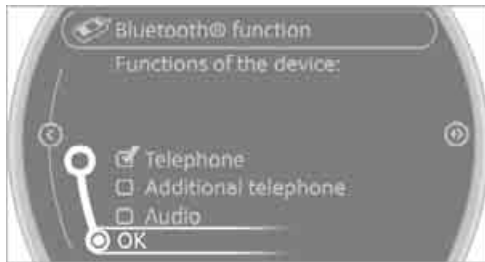 Bluetooth® function
Functions of the device:
Telephone
Additional telephone
Audio
OK